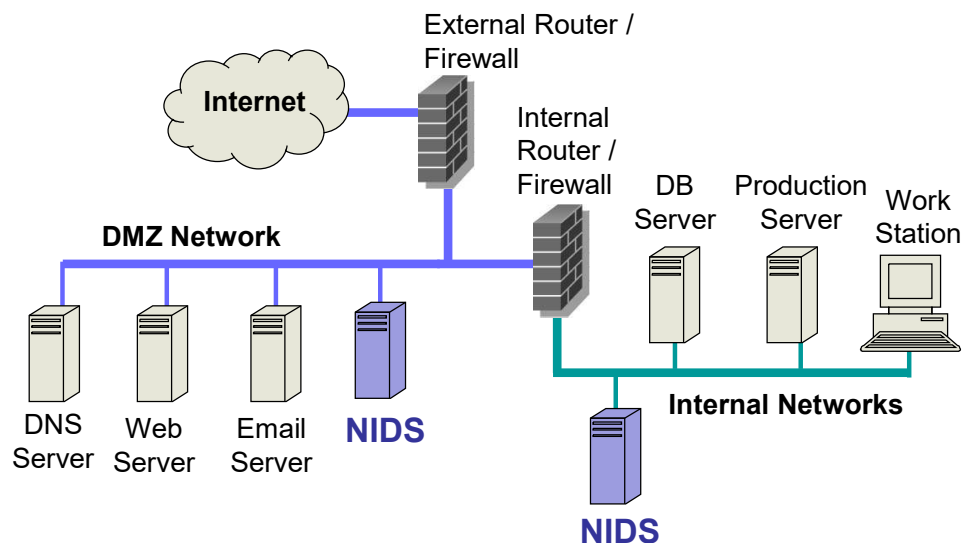 External Router /
Firewall
Internet
Internal
Router /
Firewall
DB
Server
Production
Server
Work
Station
DMZ Network
DNS
Server
Web
Server
Email
Server
NIDS
Internal Networks
NIDS